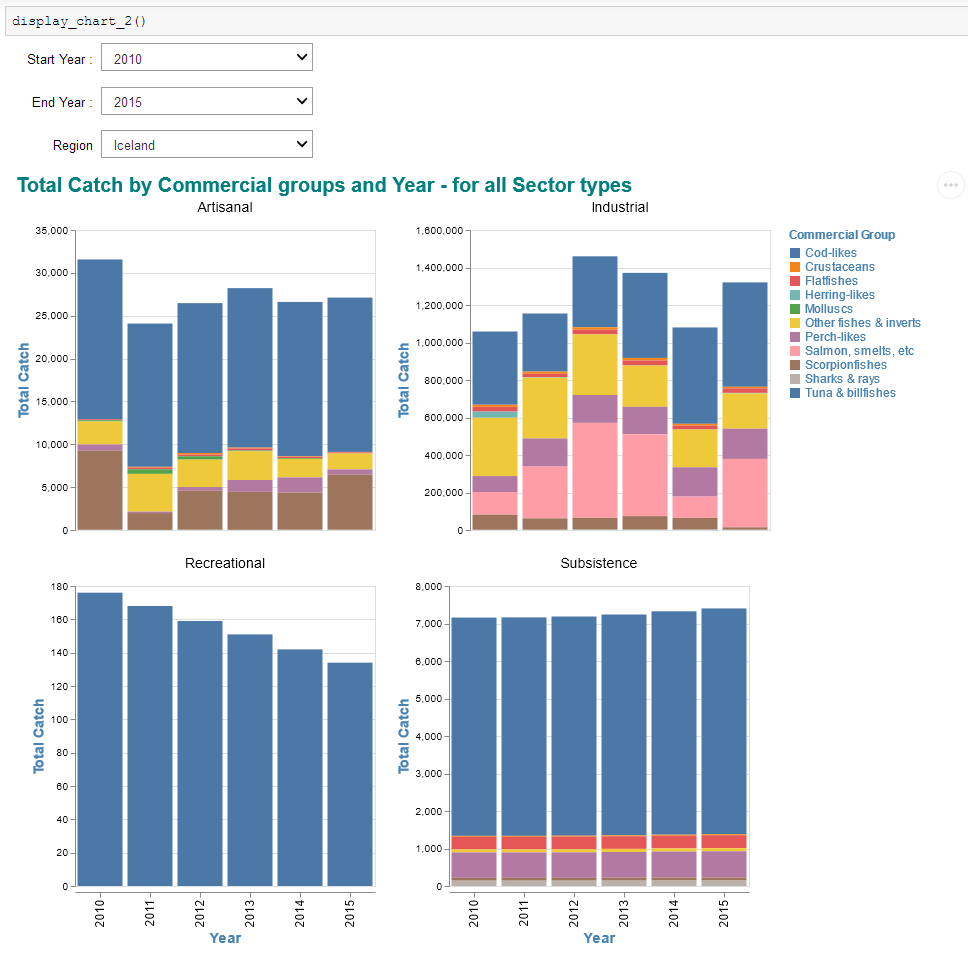 display_chart_2()
Start Year : 2010
End Year : 2015
Region Iceland
Total Catch by Commercial groups and Year - for all Sector types
Artisanal
35,000
30,000
25,000
20,000
15,000
10,000
5,000
0
Total Catch
Industrial
1,600,000
1,400,000
1,200,000
1,000,000
800,000
600,000
400,000
200,000
0
Total Catch
Commercial Group
Cod-likes
Crustaceans
Flatfishes
Herring-likes
Molluscs
Other fishes & inverts
Perch-likes
Salmon, smelts, etc
Scorpionfishes
Sharks & rays
Tuna & billfishes
Recreational
180
160
140
120
100
80
60
40
20
0
Total Catch
2010 2011 2012 2013 2014 2015
Year
Subsistence
8,000
7,000
6,000
5,000
4,000
3,000
2,000
1,000
0
Total Catch
2010 2011 2012 2013 2014 2015
Year